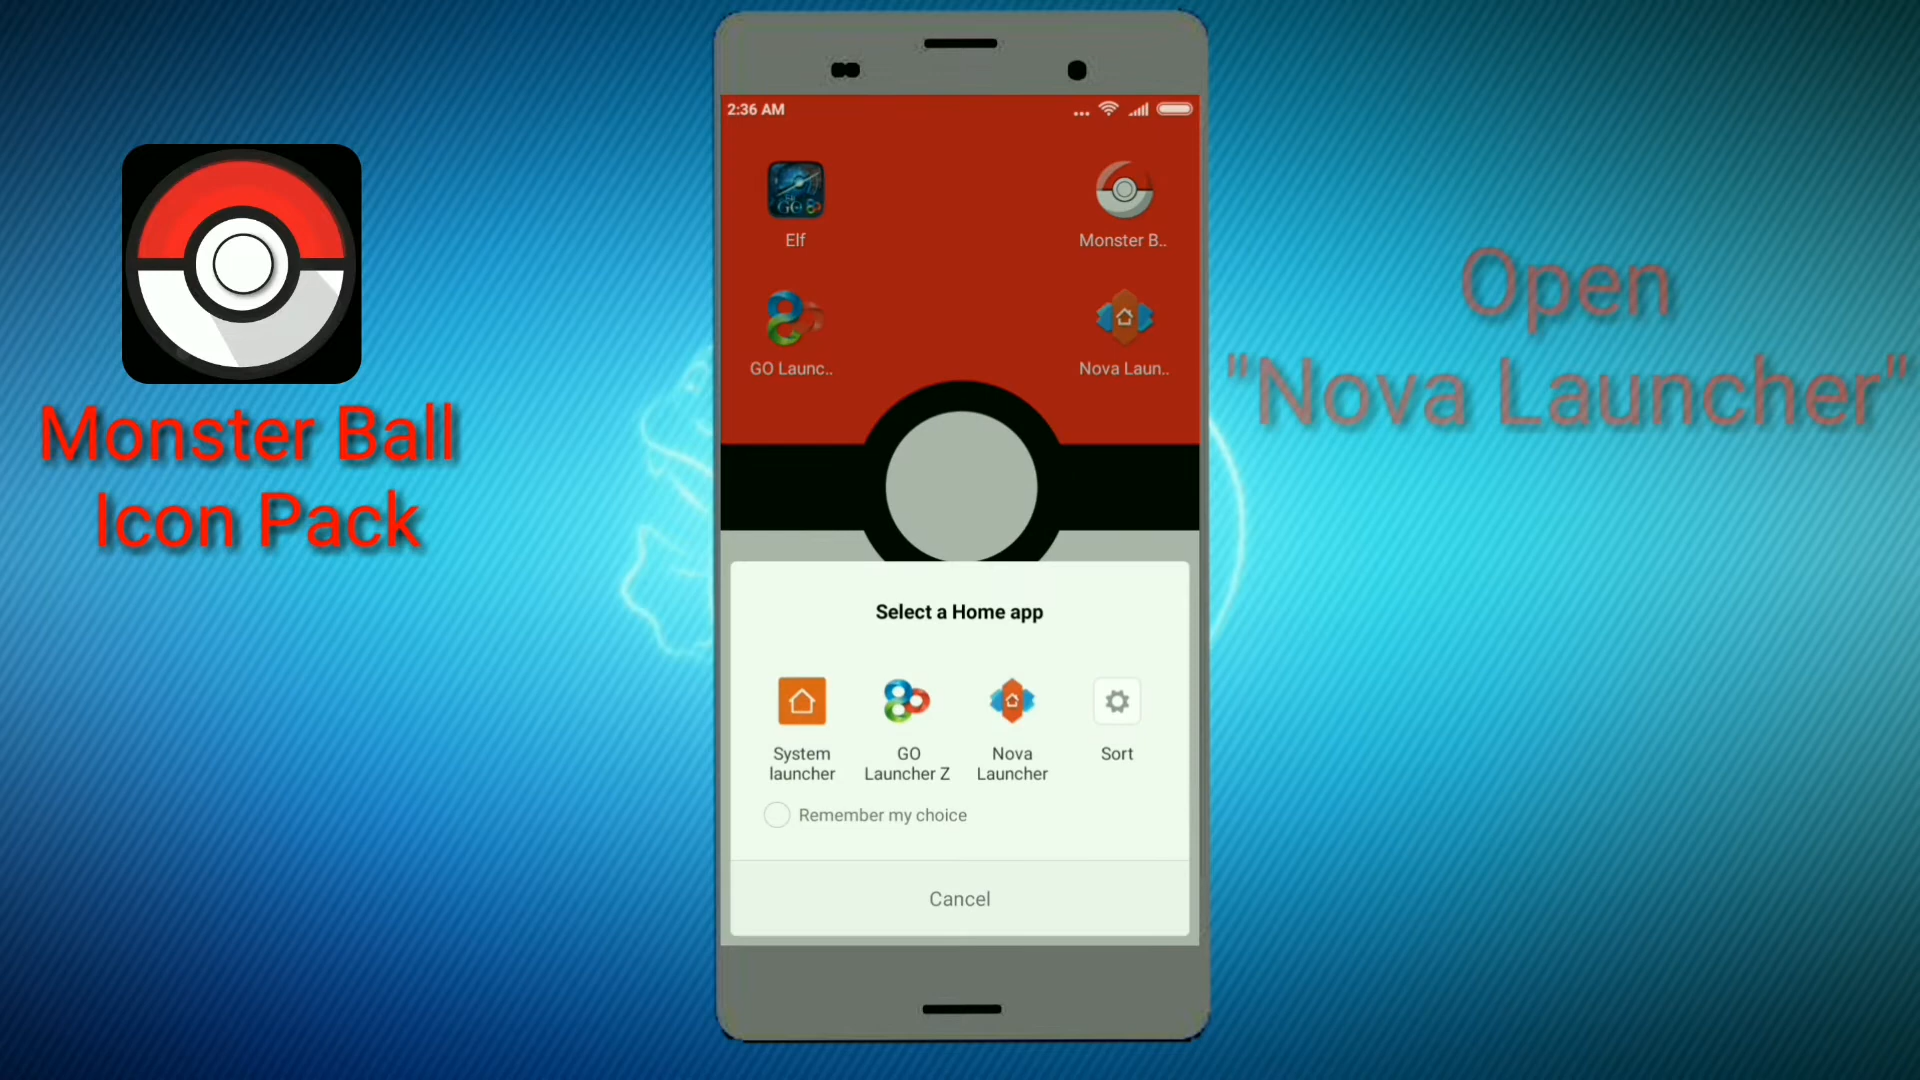 Monster Ball
Icon Pack
2:36 AM
Elf
Monster B..
GO Launc..
Nova Laun..
Select a Home app
System
launcher
GO
Launcher Z
Nova
Launcher
Sort
Remember my choice
Cancel
Open
"Nova Launcher"
GO